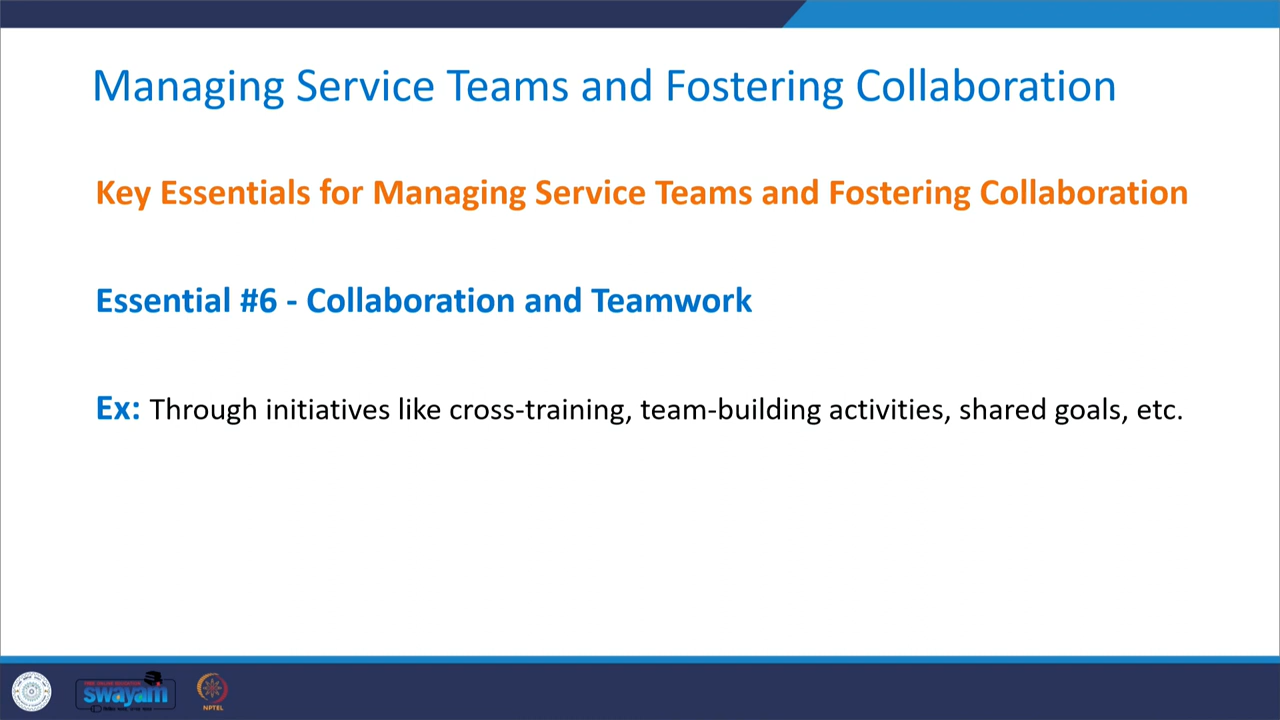 Managing Service Teams and Fostering Collaboration
Key Essentials for Managing Service Teams and Fostering Collaboration
Essential #6 - Collaboration and Teamwork
Ex: Through initiatives like cross-training, team-building activities, shared goals, etc.
swayam
NPTEL